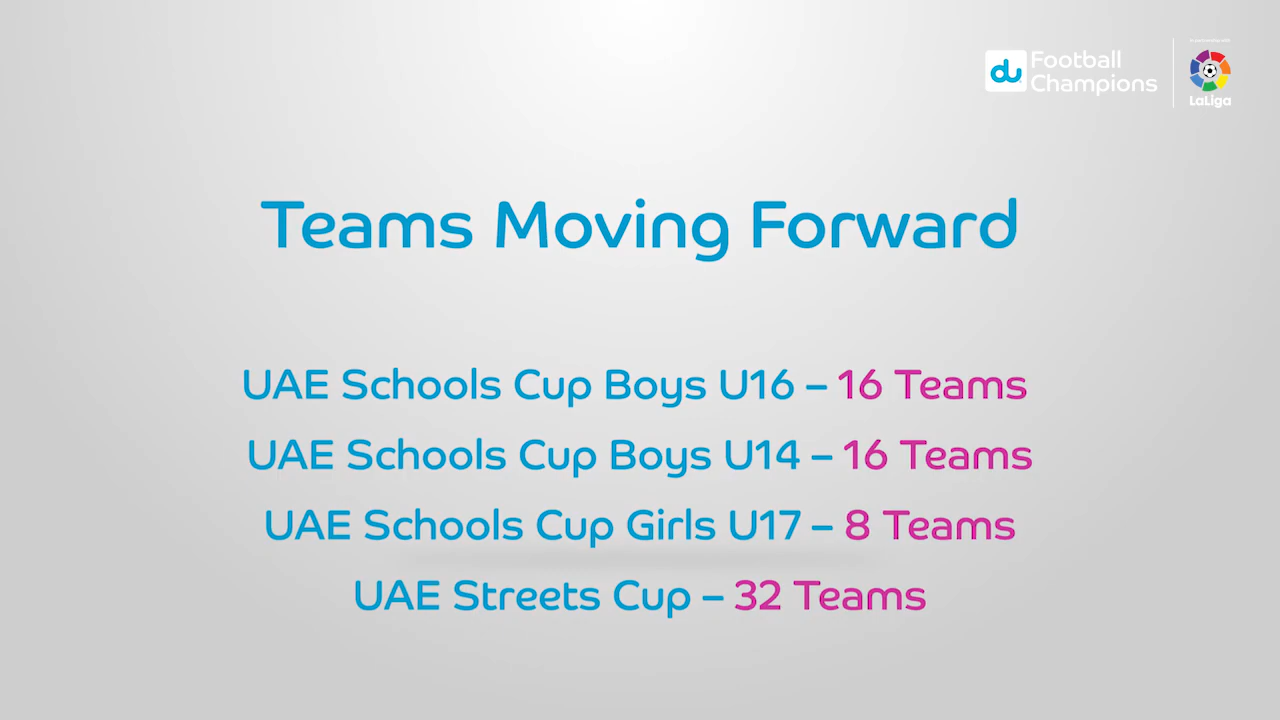 du Football
Champions
LaLiga
Teams Moving Forward
UAE Schools Cup Boys U16 – 16 Teams
UAE Schools Cup Boys U14 – 16 Teams
UAE Schools Cup Girls U17 – 8 Teams
UAE Streets Cup – 32 Teams